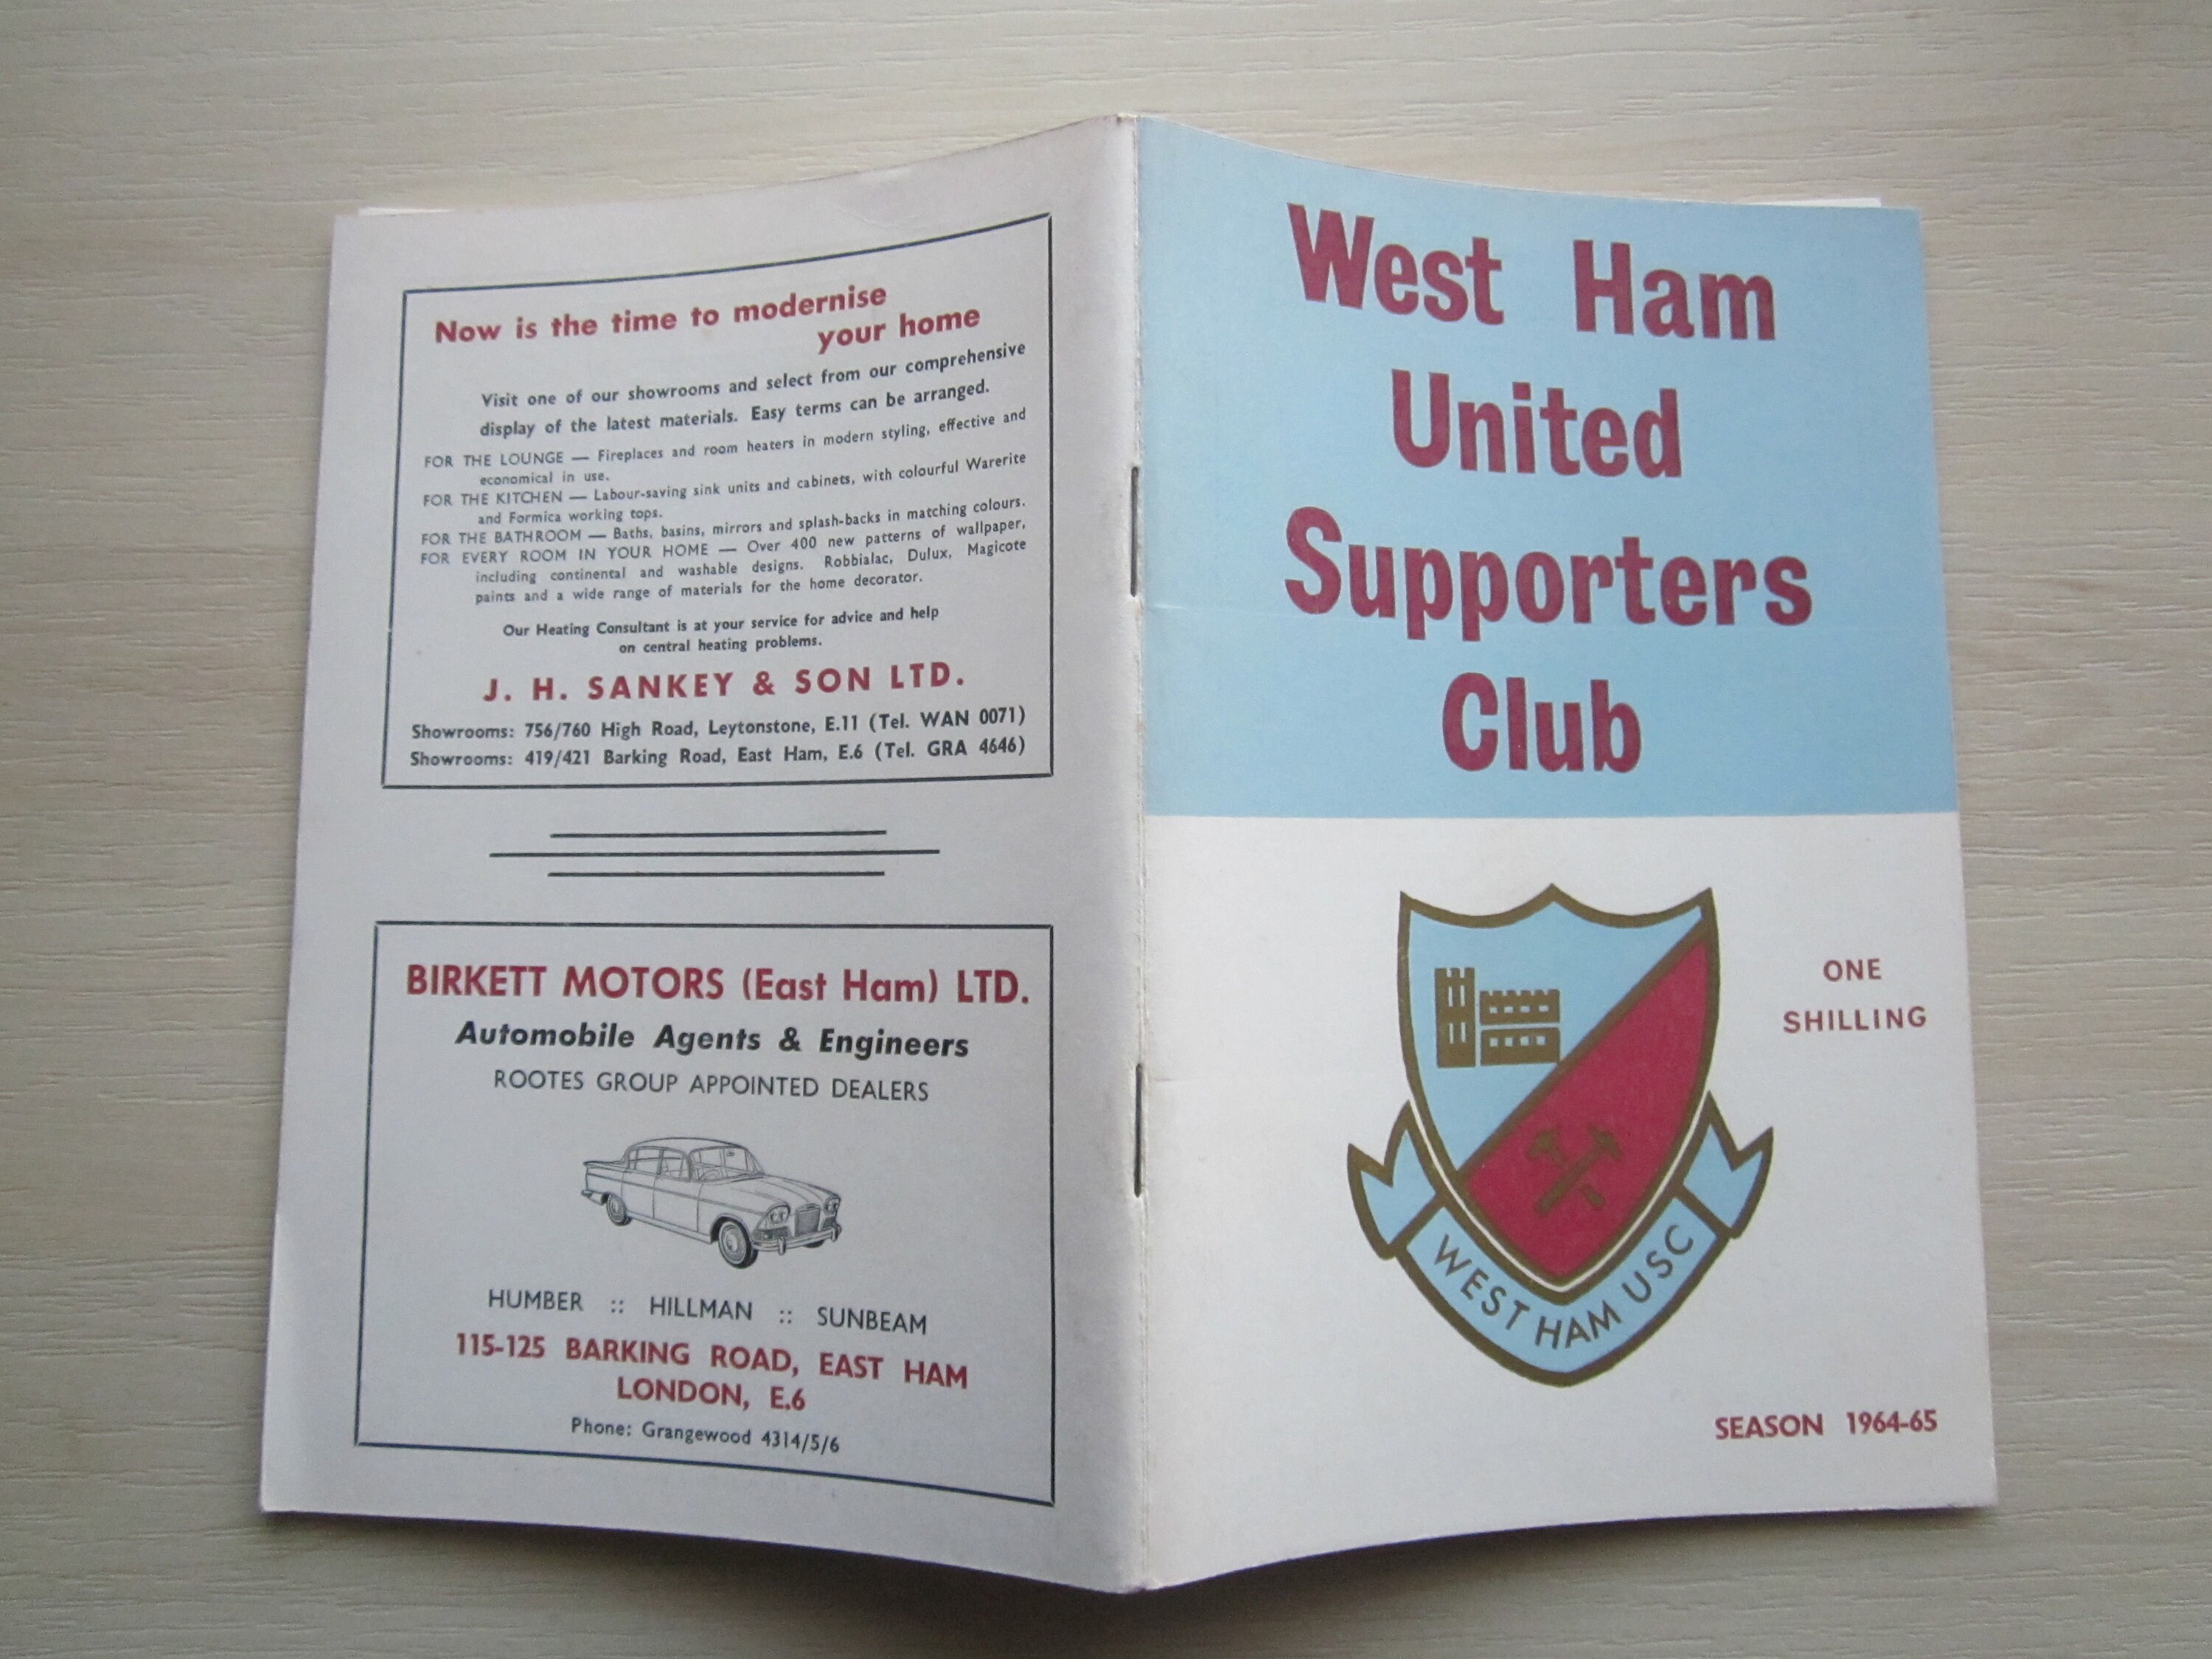 Now is the time to modernise
your home
Visit one of our showrooms and select from our comprehensive
display of the latest materials. Easy terms can be arranged.
FOR THE LOUNGE — Fireplaces and room heaters in modern styling, effective and
economical in use.
FOR THE KITCHEN — Labour-saving sink units and cabinets, with colourful Warerite
and Formica working tops.
FOR THE BATHROOM — Baths, basins, mirrors and splash-backs in matching colours.
FOR EVERY ROOM IN YOUR HOME — Over 400 new patterns of wallpaper,
including continental and washable designs. Robbialac, Dulux, Magicote
paints and a wide range of materials for the home decorator.
Our Heating Consultant is at your service for advice and help
on central heating problems.
J. H. SANKEY & SON LTD.
Showrooms: 756/760 High Road, Leytonstone, E.11 (Tel. WAN 0071)
Showrooms: 419/421 Barking Road, East Ham, E.6 (Tel. GRA 4646)
BIRKETT MOTORS (East Ham) LTD.
Automobile Agents & Engineers
ROOTES GROUP APPOINTED DEALERS
HUMBER :: HILLMAN :: SUNBEAM
115-125 BARKING ROAD, EAST HAM
LONDON, E.6
Phone: Grangewood 4314/5/6
West Ham
United
Supporters
Club
ONE
SHILLING
WEST HAM USC
SEASON 1964-65